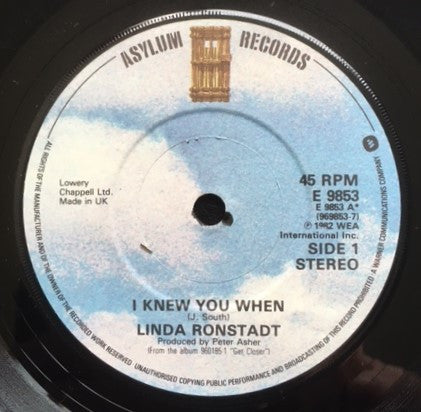 ASYLUM RECORDS
Lowery
Chappell Ltd.
Made in UK
45 RPM
E 9853
E 9853 A*
(969853-7)
℗ 1982 WEA
International Inc.
SIDE 1
STEREO
I KNEW YOU WHEN
(J. South)
LINDA RONSTADT
Produced by Peter Asher
(From the album 960185 1 "Get Closer")
ALL RIGHTS OF THE MANUFACTURER AND OF THE OWNER OF THE RECORDED WORK RESERVED
UNAUTHORISED COPYING PUBLIC PERFORMANCE AND BROADCASTING OF THIS RECORD PROHIBITED · A WARNER COMMUNICATIONS COMPANY